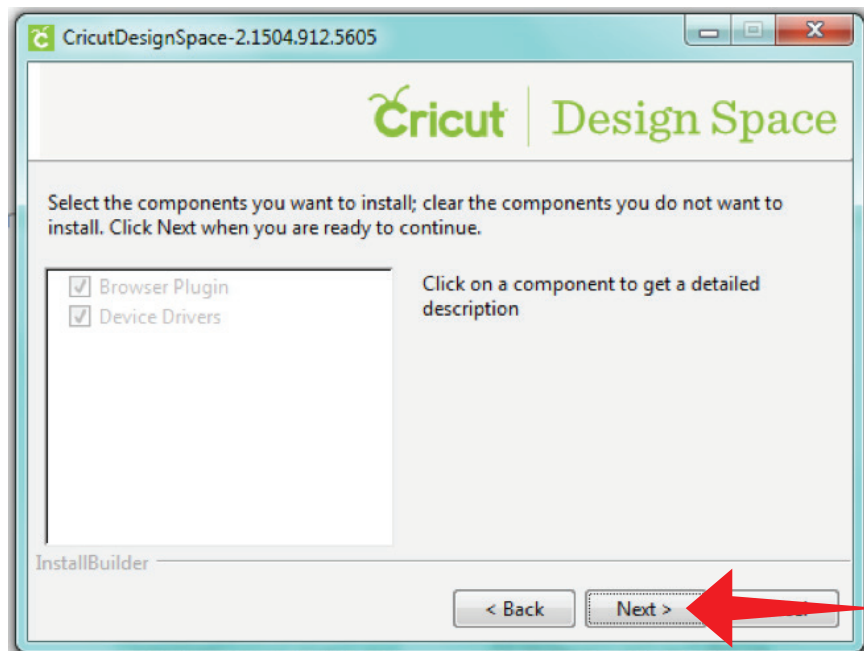 CricutDesignSpace-2.1504.912.5605
Cricut Design Space
Select the components you want to install; clear the components you do not want to
install. Click Next when you are ready to continue.
Browser Plugin
Device Drivers
Click on a component to get a detailed
description
InstallBuilder
< Back
Next >